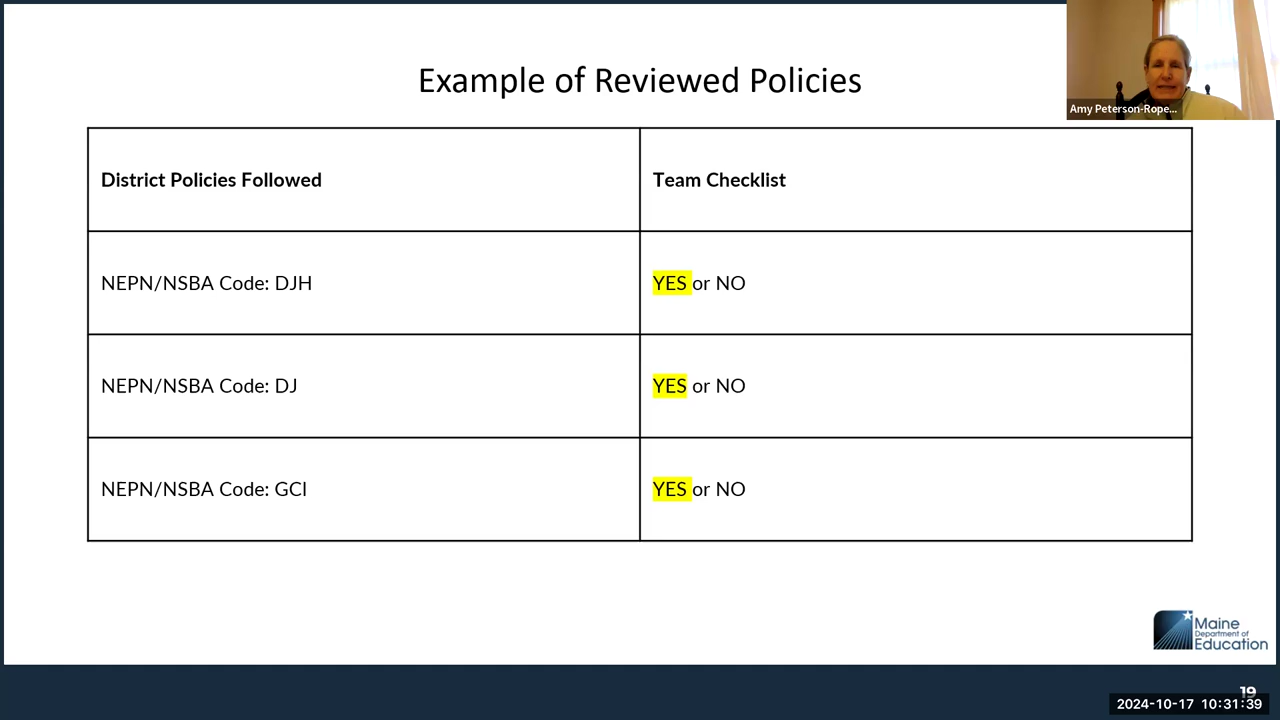 Example of Reviewed Policies
Amy Peterson-Rope...
District Policies Followed
Team Checklist
NEPN/NSBA Code: DJH
YES or NO
NEPN/NSBA Code: DJ
YES or NO
NEPN/NSBA Code: GCI
YES or NO
Maine
Department of
Education
19
2024-10-17 10:31:39